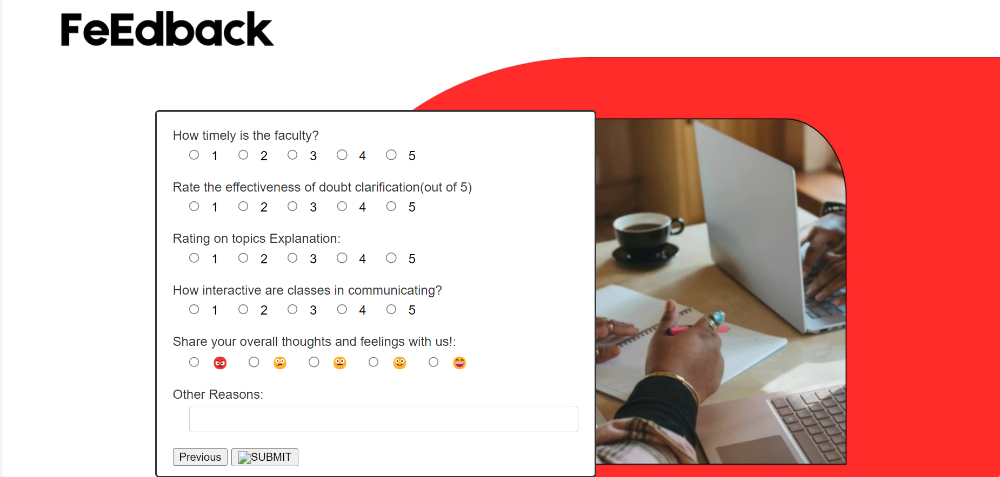 FeEdback
How timely is the faculty?
1 2 3 4 5
Rate the effectiveness of doubt clarification(out of 5)
1 2 3 4 5
Rating on topics Explanation:
1 2 3 4 5
How interactive are classes in communicating?
1 2 3 4 5
Share your overall thoughts and feelings with us!:
Other Reasons:
Previous SUBMIT